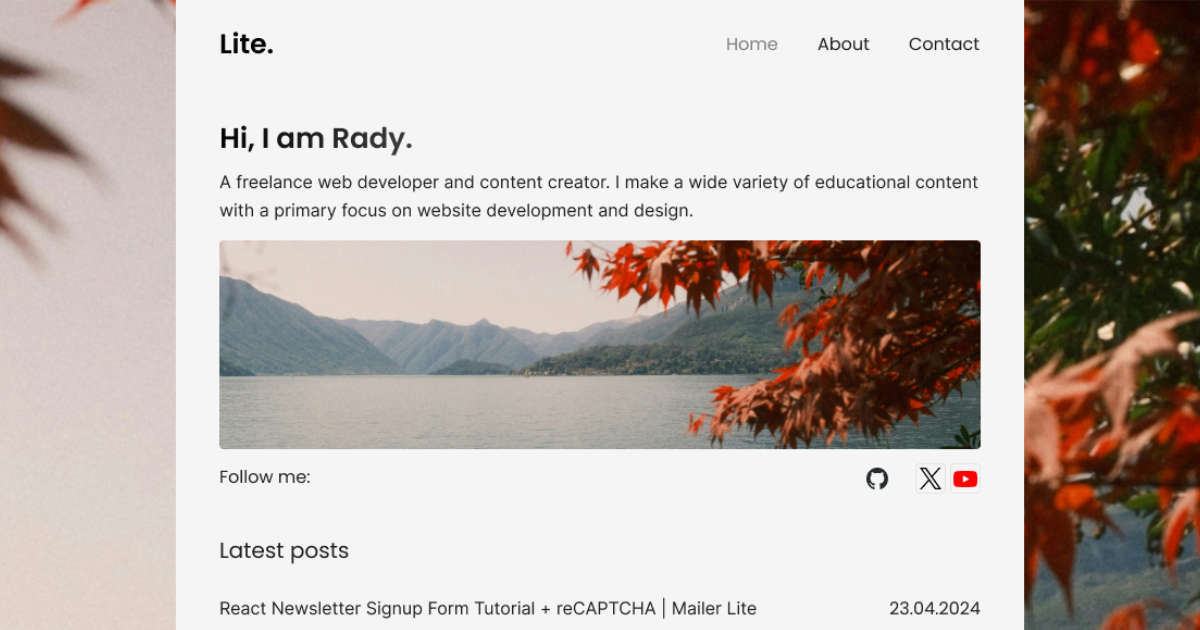 Lite.
Home About Contact
Hi, I am Rady.
A freelance web developer and content creator. I make a wide variety of educational content
with a primary focus on website development and design.
Follow me:
Latest posts
React Newsletter Signup Form Tutorial + reCAPTCHA | Mailer Lite 23.04.2024